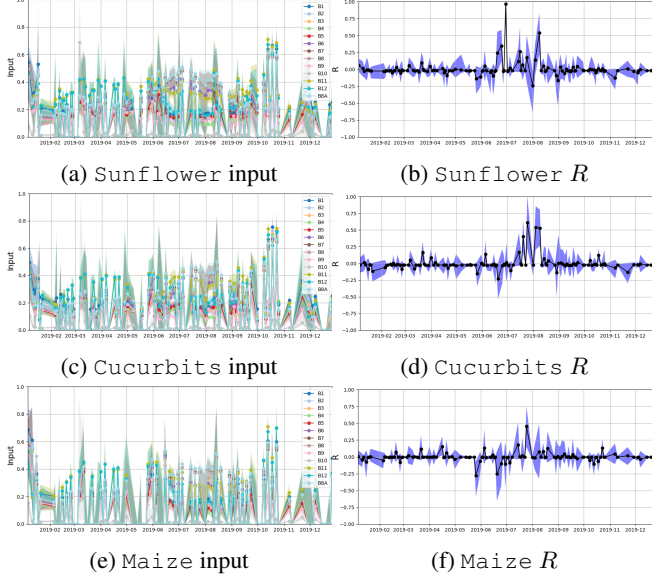 1.0
0.8
0.6
0.4
0.2
0.0
Input
2019-02 2019-03 2019-04 2019-05 2019-06 2019-07 2019-08 2019-09 2019-10 2019-11 2019-12
B1
B2
B3
B4
B5
B6
B7
B8
B9
B10
B11
B12
B8A
1.00
0.75
0.50
0.25
0.00
−0.25
−0.50
−0.75
−1.00
R
2019-02 2019-03 2019-04 2019-05 2019-06 2019-07 2019-08 2019-09 2019-10 2019-11 2019-12
(a) Sunflower input
(b) Sunflower R
1.0
0.8
0.6
0.4
0.2
0.0
Input
2019-02 2019-03 2019-04 2019-05 2019-06 2019-07 2019-08 2019-09 2019-10 2019-11 2019-12
B1
B2
B3
B4
B5
B6
B7
B8
B9
B10
B11
B12
B8A
1.00
0.75
0.50
0.25
0.00
−0.25
−0.50
−0.75
−1.00
R
2019-02 2019-03 2019-04 2019-05 2019-06 2019-07 2019-08 2019-09 2019-10 2019-11 2019-12
(c) Cucurbits input
(d) Cucurbits R
1.0
0.8
0.6
0.4
0.2
0.0
Input
2019-02 2019-03 2019-04 2019-05 2019-06 2019-07 2019-08 2019-09 2019-10 2019-11 2019-12
B1
B2
B3
B4
B5
B6
B7
B8
B9
B10
B11
B12
B8A
1.00
0.75
0.50
0.25
0.00
−0.25
−0.50
−0.75
−1.00
R
2019-02 2019-03 2019-04 2019-05 2019-06 2019-07 2019-08 2019-09 2019-10 2019-11 2019-12
(e) Maize input
(f) Maize R